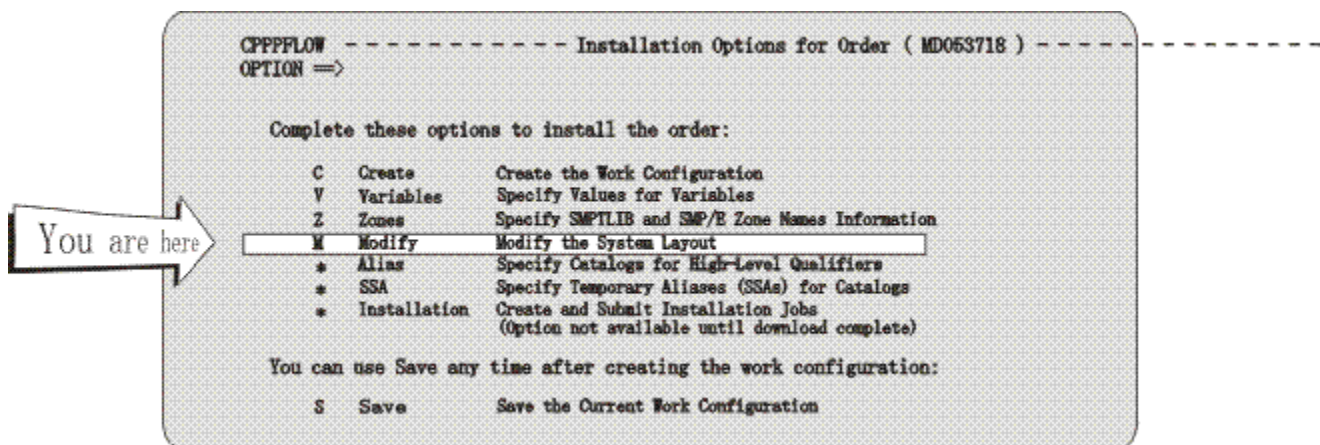 CPPPFLOW - - - - - - - - - - - - Installation Options for Order ( MD053718 ) - - - - - - - - - - - - -
OPTION ==>
Complete these options to install the order:
C Create Create the Work Configuration
V Variables Specify Values for Variables
Z Zones Specify SMPTLIB and SMP/E Zone Names Information
You are here
M Modify Modify the System Layout
* Alias Specify Catalogs for High-Level Qualifiers
* SSA Specify Temporary Aliases (SSAs) for Catalogs
* Installation Create and Submit Installation Jobs
(Option not available until download complete)
You can use Save any time after creating the work configuration:
S Save Save the Current Work Configuration